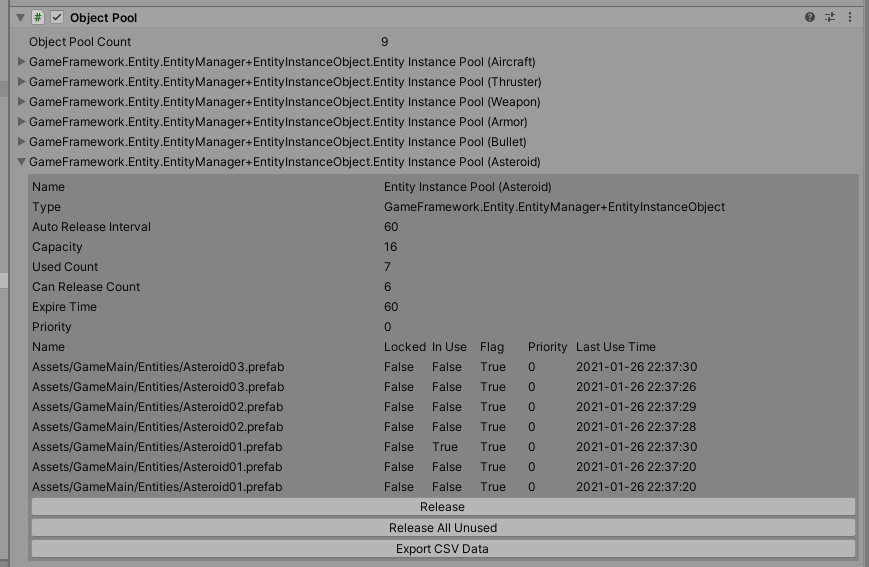 Object Pool
Object Pool Count 9
GameFramework.Entity.EntityManager+EntityInstanceObject.Entity Instance Pool (Aircraft)
GameFramework.Entity.EntityManager+EntityInstanceObject.Entity Instance Pool (Thruster)
GameFramework.Entity.EntityManager+EntityInstanceObject.Entity Instance Pool (Weapon)
GameFramework.Entity.EntityManager+EntityInstanceObject.Entity Instance Pool (Armor)
GameFramework.Entity.EntityManager+EntityInstanceObject.Entity Instance Pool (Bullet)
GameFramework.Entity.EntityManager+EntityInstanceObject.Entity Instance Pool (Asteroid)
Name Entity Instance Pool (Asteroid)
Type GameFramework.Entity.EntityManager+EntityInstanceObject
Auto Release Interval 60
Capacity 16
Used Count 7
Can Release Count 6
Expire Time 60
Priority 0
Name Locked In Use Flag Priority Last Use Time
Assets/GameMain/Entities/Asteroid03.prefab False False True 0 2021-01-26 22:37:30
Assets/GameMain/Entities/Asteroid03.prefab False False True 0 2021-01-26 22:37:26
Assets/GameMain/Entities/Asteroid02.prefab False False True 0 2021-01-26 22:37:29
Assets/GameMain/Entities/Asteroid02.prefab False False True 0 2021-01-26 22:37:28
Assets/GameMain/Entities/Asteroid01.prefab False True True 0 2021-01-26 22:37:30
Assets/GameMain/Entities/Asteroid01.prefab False False True 0 2021-01-26 22:37:20
Assets/GameMain/Entities/Asteroid01.prefab False False True 0 2021-01-26 22:37:20
Release
Release All Unused
Export CSV Data